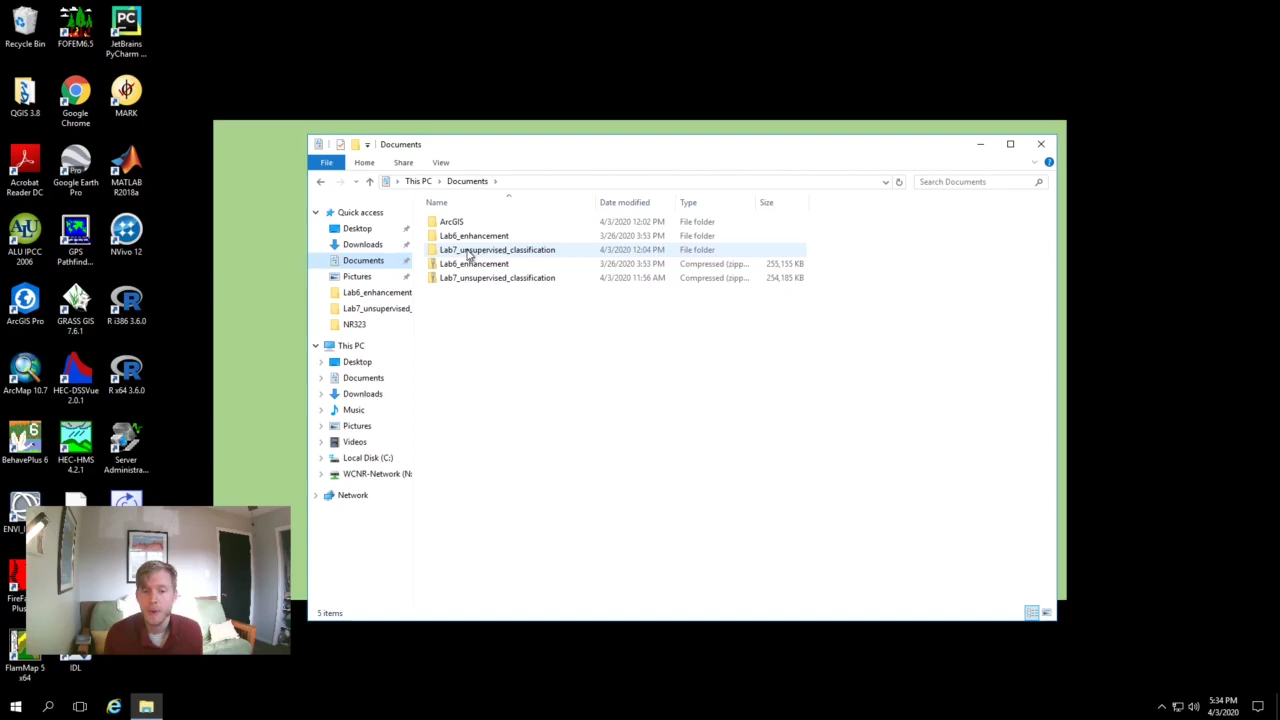 Recycle Bin
FOFEM6.5
JetBrains
PyCharm ...
QGIS 3.8
Google
Chrome
MARK
Acrobat
Reader DC
Google Earth
Pro
MATLAB
R2018a
ALU IPCC
2006
GPS
Pathfind...
NVivo 12
ArcGIS Pro
GRASS GIS
7.6.1
R i386 3.6.0
ArcMap 10.7
HEC-DSSVue
2.0.1
R x64 3.6.0
BehavePlus 6
HEC-HMS
4.2.1
Server
Administra...
FlamMap 5
x64
IDL
Documents
File
Home
Share
View
This PC
Documents
Search Documents
Name
Date modified
Type
Size
ArcGIS 4/3/2020 12:02 PM File folder
Lab6_enhancement 3/26/2020 3:53 PM File folder
Lab7_unsupervised_classification 4/3/2020 12:04 PM File folder
Lab6_enhancement 3/26/2020 3:53 PM Compressed (zipp... 255,155 KB
Lab7_unsupervised_classification 4/3/2020 11:56 AM Compressed (zipp... 254,185 KB
Quick access
Desktop
Downloads
Documents
Pictures
Lab6_enhancement
Lab7_unsupervised_
NR323
This PC
Desktop
Documents
Downloads
Music
Pictures
Videos
Local Disk (C:)
WCNR-Network (N:
Network
5 items
5:34 PM
4/3/2020